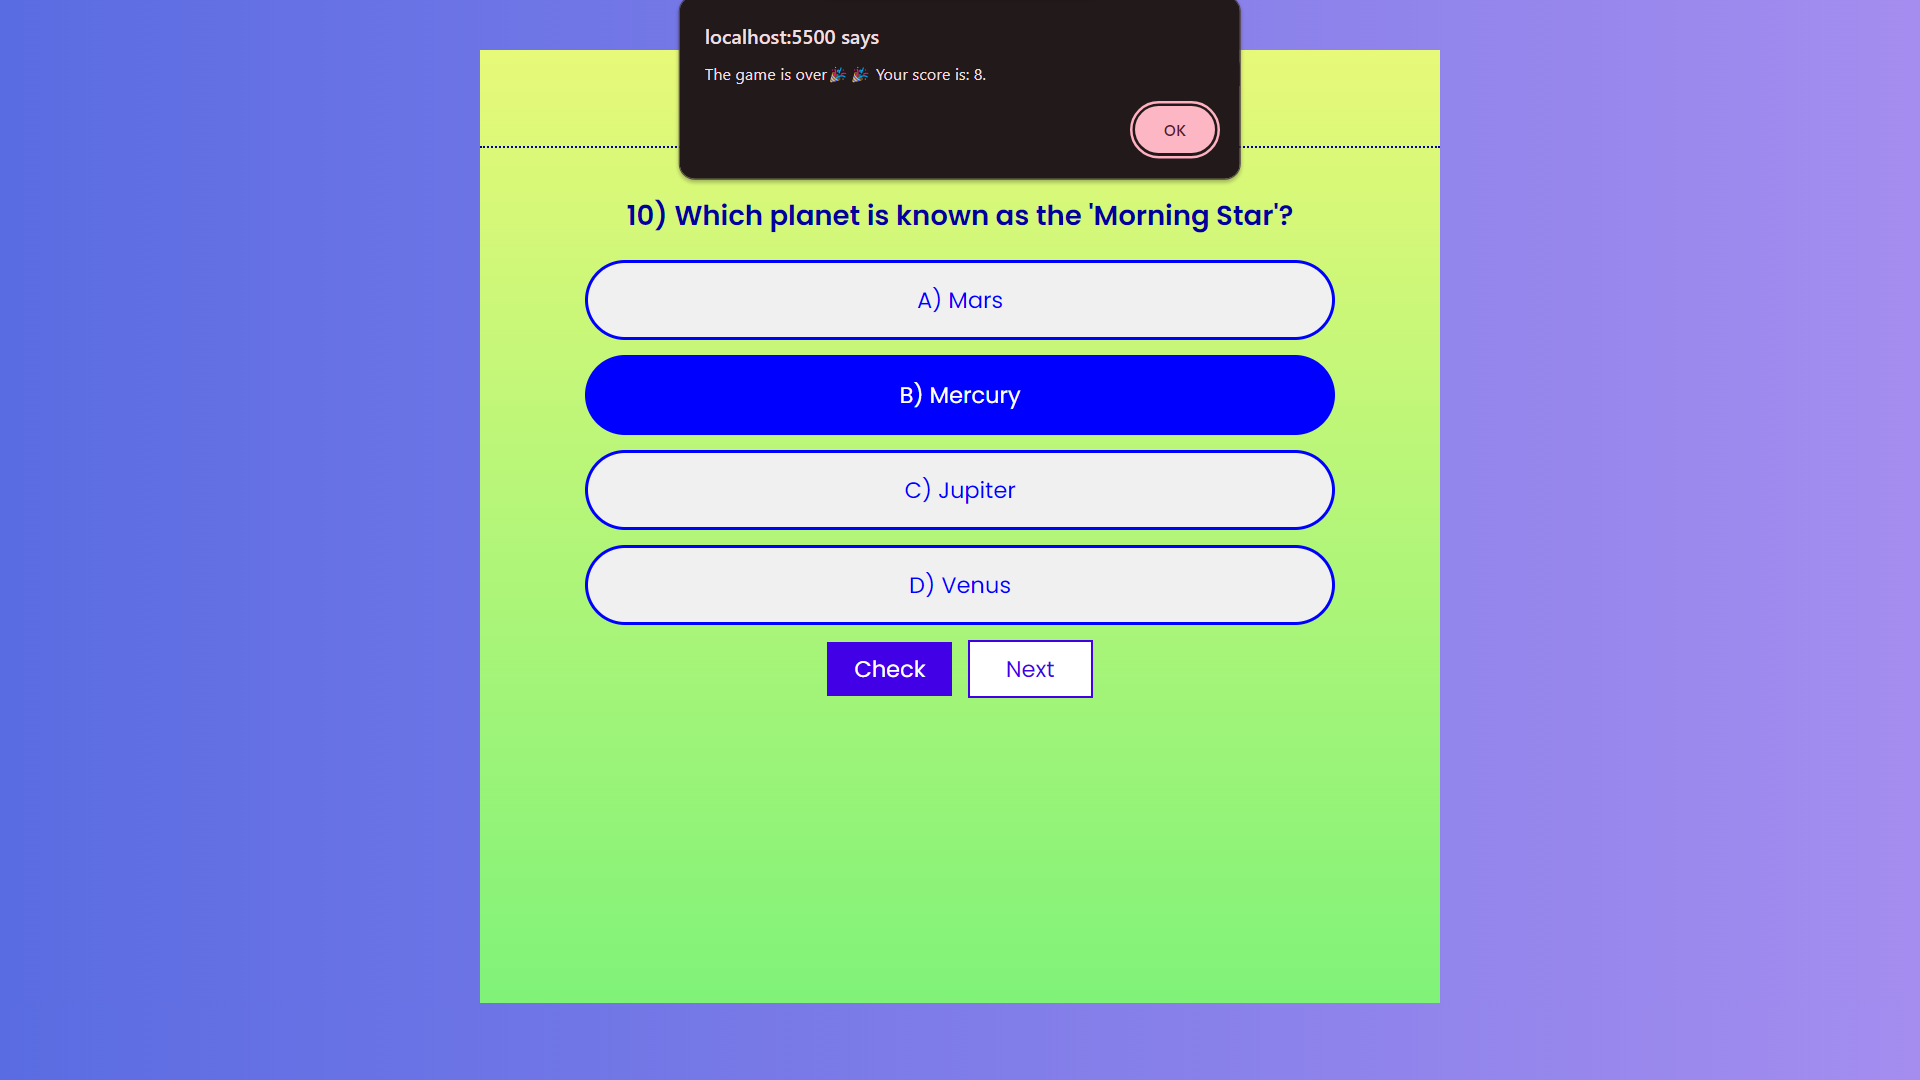 localhost:5500 says
The game is over🎉 🎉 Your score is: 8.
OK
10) Which planet is known as the 'Morning Star'?
A) Mars
B) Mercury
C) Jupiter
D) Venus
Check
Next